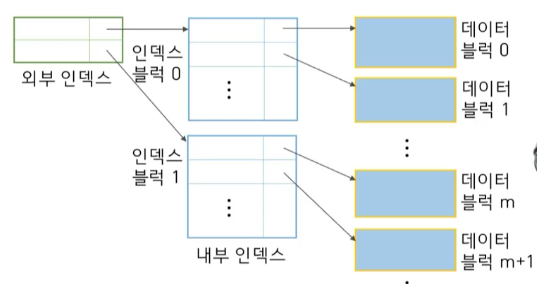 외부 인덱스
인덱스
블럭 0
인덱스
블럭 1
내부 인덱스
데이터
블럭 0
데이터
블럭 1
데이터
블럭 m
데이터
블럭 m+1